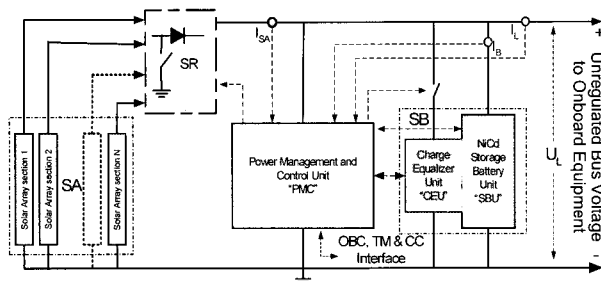 SR
I_SA
I_B
I_L
+
SA
Solar Array section 1
Solar Array section 2
Solar Array section N
Power Management and
Control Unit
"PMC"
SB
Charge
Equalizer
Unit
"CEU"
NiCd
Storage
Battery
Unit
"SBU"
U_L
Unregulated Bus Voltage
to Onboard Equipment
-
OBC, TM & CC
Interface